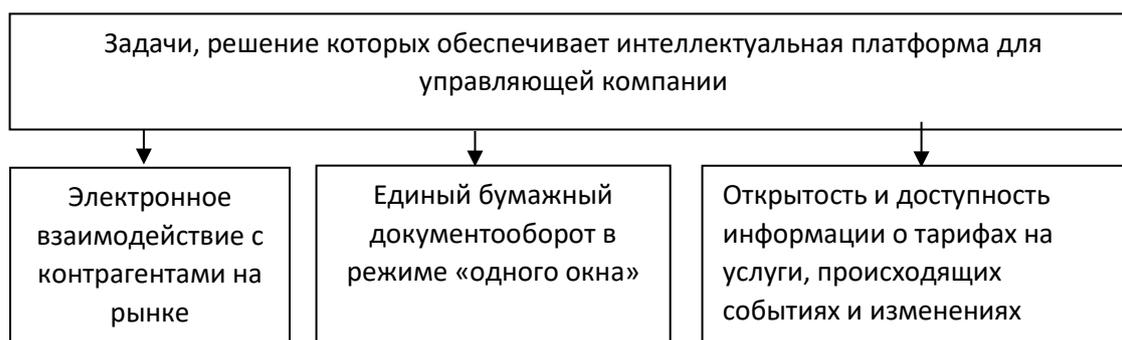 Задачи, решение которых обеспечивает интеллектуальная платформа для
управляющей компании
Электронное
взаимодействие с
контрагентами на
рынке
Единый бумажный
документооборот в
режиме «одного окна»
Открытость и доступность
информации о тарифах на
услуги, происходящих
событиях и изменениях